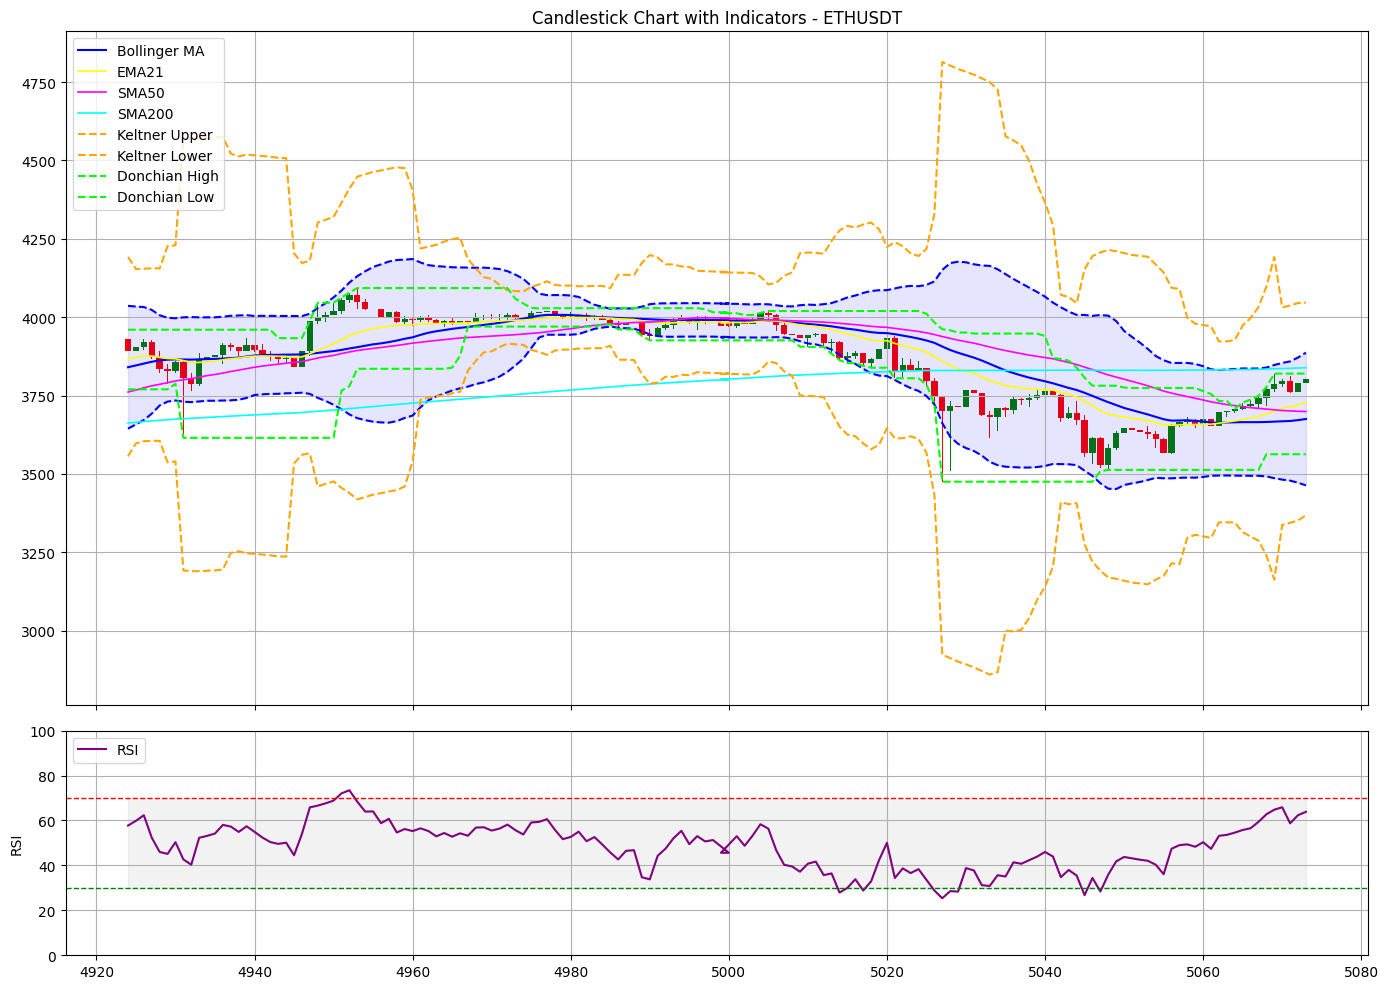 Candlestick Chart with Indicators - ETHUSDT
Bollinger MA
EMA21
SMA50
SMA200
Keltner Upper
Keltner Lower
Donchian High
Donchian Low
4750
4500
4250
4000
3750
3500
3250
3000
RSI
100
80
60
40
20
0
RSI
4920
4940
4960
4980
5000
5020
5040
5060
5080